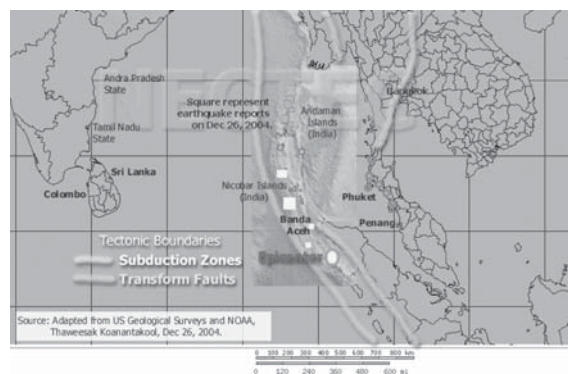 NECTEC
Andra Pradesh
State
Square represent
earthquake reports
on Dec 26, 2004.
Andaman
Islands
(India)
Bangkok
Tamil Nadu
State
Sri Lanka
Colombo
Nicobar Islands
(India)
Phuket
Banda
Aceh
Penang
Tectonic Boundaries
Subduction Zones
Transform Faults
Epicenter
Source: Adapted from US Geological Surveys and NOAA,
Thaweesak Koanantakool, Dec 26, 2004.
0 100 200 300 400 500 600 700 800 km
0 120 240 360 480 600 mi